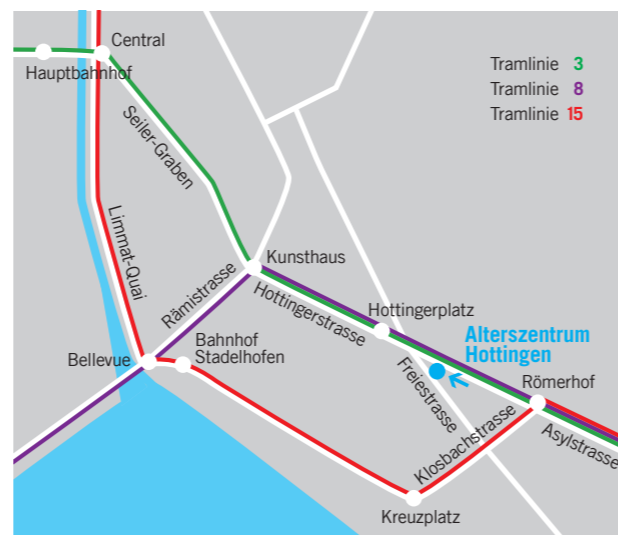 Central
Hauptbahnhof
Tramlinie 3
Tramlinie 8
Tramlinie 15
Seiler-Graben
Limmat-Quai
Rämistrasse
Kunsthaus
Hottingerstrasse
Hottingerplatz
Bahnhof
Stadelhofen
Bellevue
Alterszentrum
Hottingen
Freiestrasse
Römerhof
Klosbachstrasse
Asylstrasse
Kreuzplatz